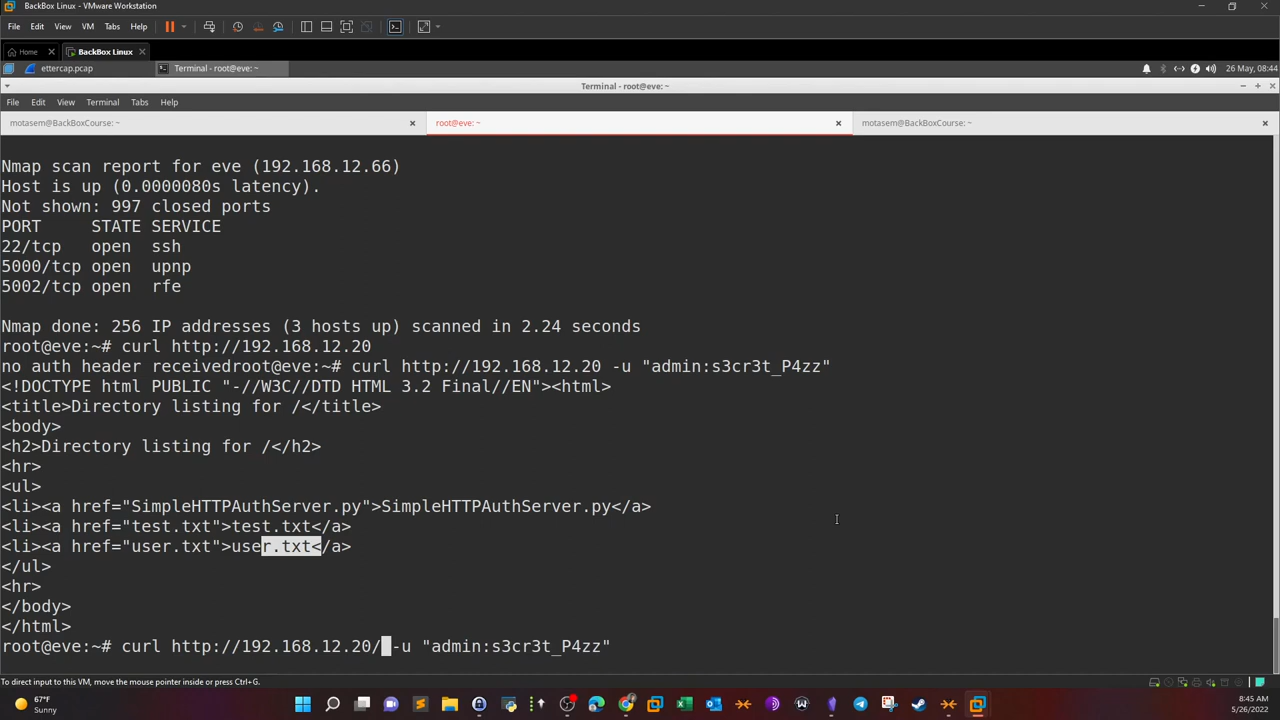 BackBox Linux - VMware Workstation
File Edit View VM Tabs Help
Home BackBox Linux
ettercap.pcap Terminal - root@eve: ~ 26 May, 08:44
Terminal - root@eve: ~
File Edit View Terminal Tabs Help
motasem@BackBoxCourse: ~ root@eve: ~ motasem@BackBoxCourse: ~
Nmap scan report for eve (192.168.12.66)
Host is up (0.0000080s latency).
Not shown: 997 closed ports
PORT STATE SERVICE
22/tcp open ssh
5000/tcp open upnp
5002/tcp open rfe
Nmap done: 256 IP addresses (3 hosts up) scanned in 2.24 seconds
root@eve:~# curl http://192.168.12.20
no auth header receivedroot@eve:~# curl http://192.168.12.20 -u "admin:s3cr3t_P4zz"
<!DOCTYPE html PUBLIC "-//W3C//DTD HTML 3.2 Final//EN"><html>
<title>Directory listing for /</title>
<body>
<h2>Directory listing for /</h2>
<hr>
<ul>
<li><a href="SimpleHTTPAuthServer.py">SimpleHTTPAuthServer.py</a>
<li><a href="test.txt">test.txt</a>
<li><a href="user.txt">user.txt</a>
</ul>
<hr>
</body>
</html>
root@eve:~# curl http://192.168.12.20/ -u "admin:s3cr3t_P4zz"
To direct input to this VM, move the mouse pointer inside or press Ctrl+G.
67°F
Sunny
8:45 AM
5/26/2022